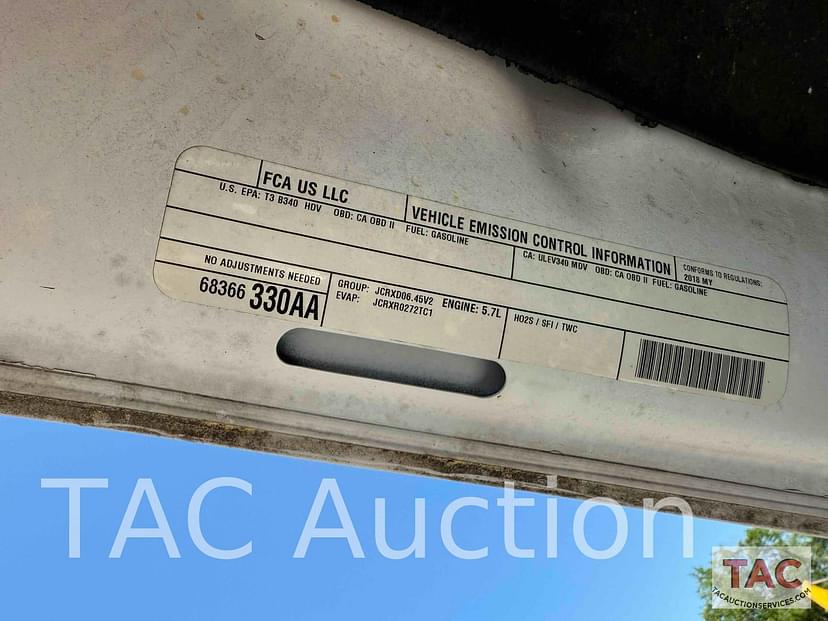 FCA US LLC
VEHICLE EMISSION CONTROL INFORMATION
CONFORMS TO REGULATIONS:
2018 MY
U.S. EPA: T3 B340 HDV OBD: CA OBD II FUEL: GASOLINE
CA: ULEV340 MDV OBD: CA OBD II FUEL: GASOLINE
NO ADJUSTMENTS NEEDED
68366 330AA
GROUP: JCRXD06.45V2 ENGINE: 5.7L
EVAP: JCRXR0272TC1
HO2S / SFI / TWC
TAC Auction
TAC
TACAUCTIONSERVICES.COM